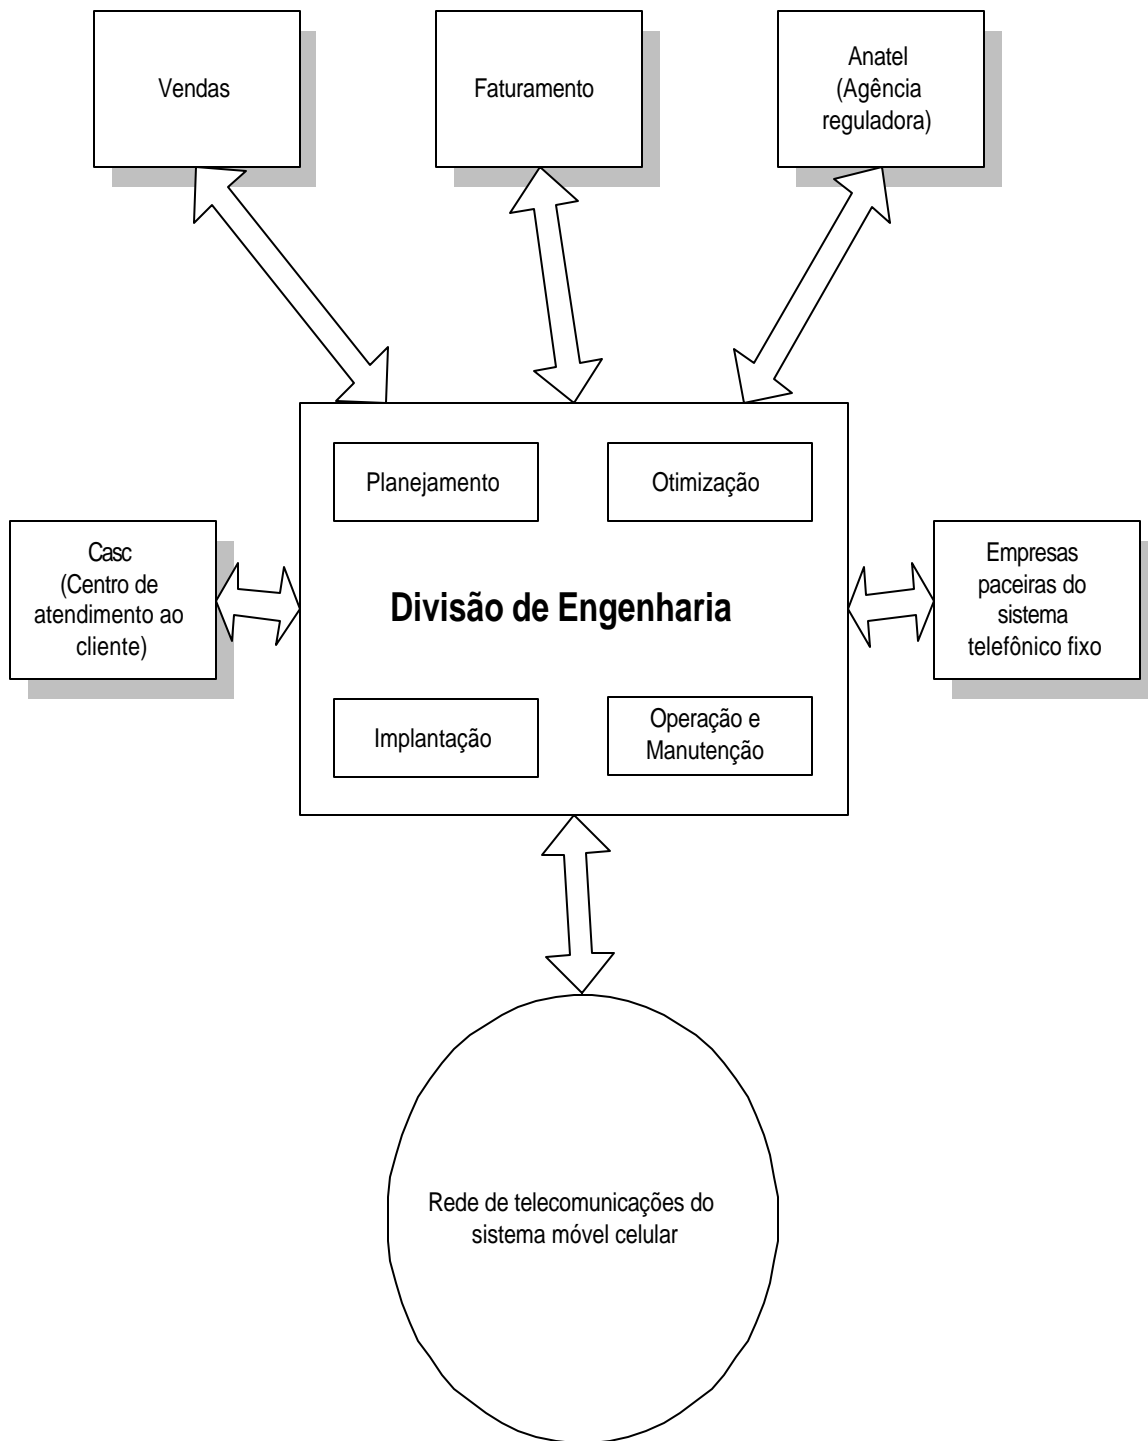 Vendas
Faturamento
Anatel
(Agência
reguladora)
Planejamento
Otimização
Casc
(Centro de
atendimento ao
cliente)
Divisão de Engenharia
Empresas
paceiras do
sistema
telefônico fixo
Implantação
Operação e
Manutenção
Rede de telecomunicações do
sistema móvel celular